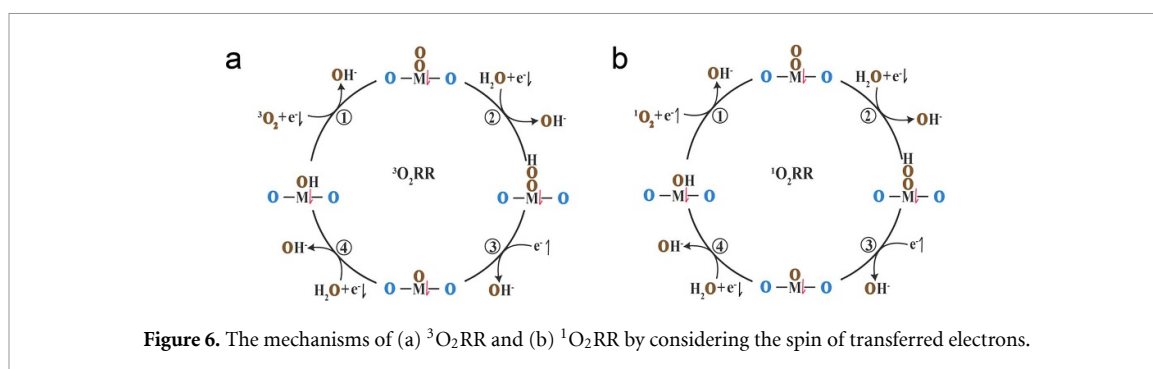 a
O
O
O–M⇂–O
OH⁻
H₂O+e⁻⇂
³O₂+e⁻⇂
①
②
OH⁻
³O₂RR
OH
O–M⇂–O
H
O
O
O–M⇂–O
OH⁻
④
③
e⁻↿
H₂O+e⁻⇂
O
O–M⇂–O
OH⁻
b
O
O
O–M⇂–O
OH⁻
H₂O+e⁻⇂
¹O₂+e⁻↿
①
②
OH⁻
¹O₂RR
OH
O–M⇂–O
H
O
O
O–M⇂–O
OH⁻
④
③
e⁻↿
H₂O+e⁻⇂
O
O–M⇂–O
OH⁻
Figure 6. The mechanisms of (a) ³O₂RR and (b) ¹O₂RR by considering the spin of transferred electrons.